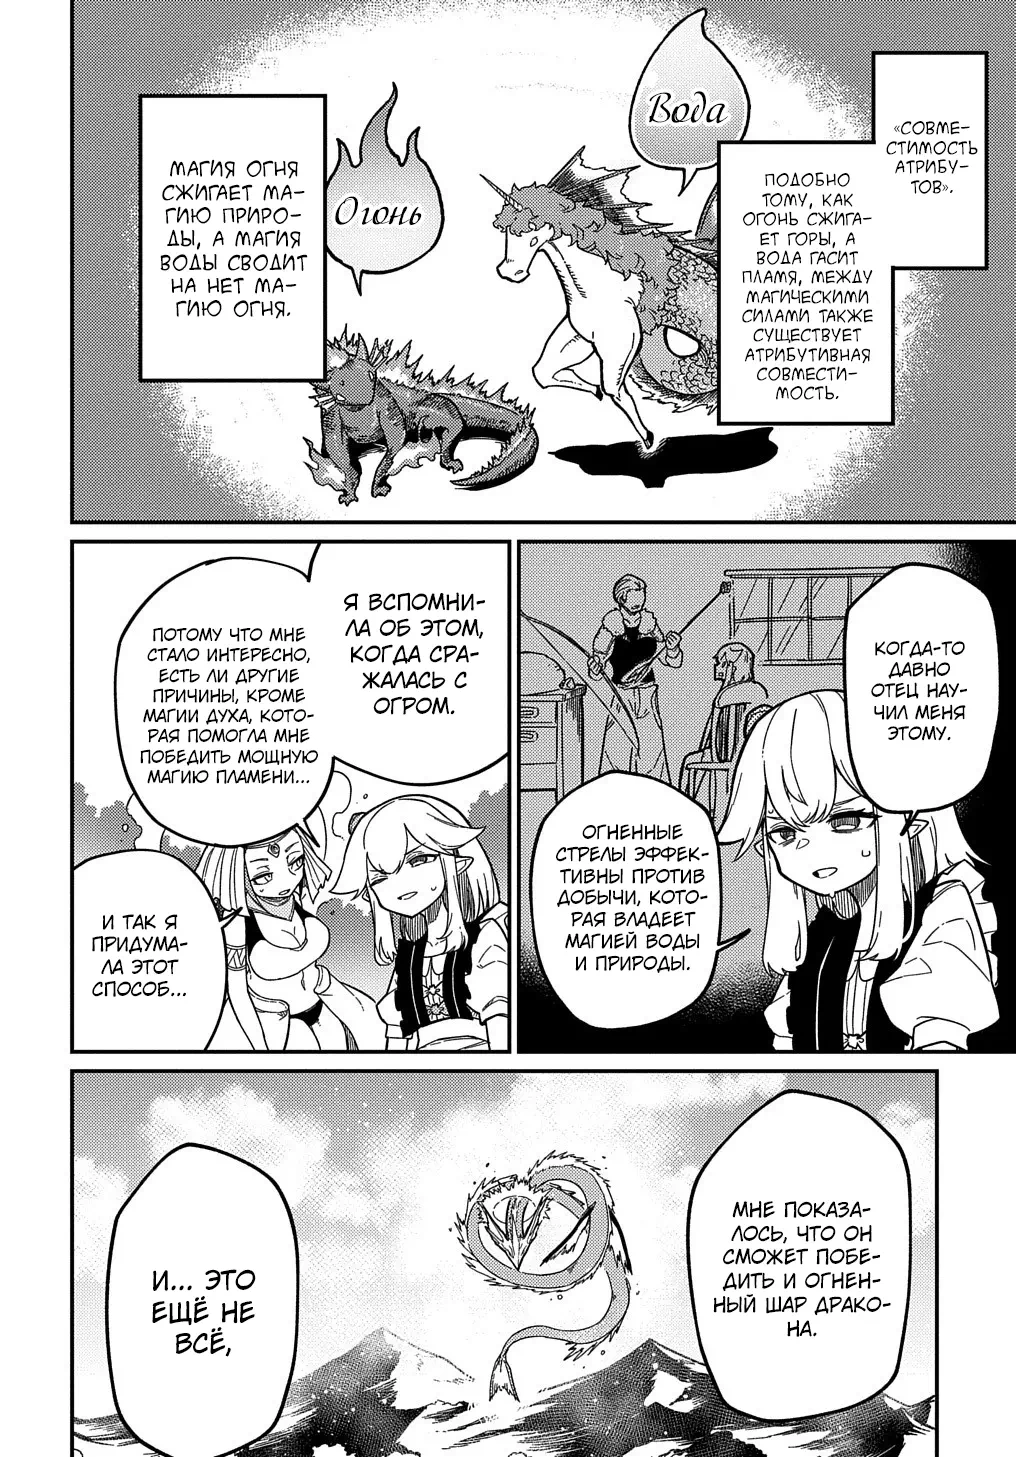 «СОВМЕ-
СТИМОСТЬ
АТРИБУ-
ТОВ».
ПОДОБНО
ТОМУ, КАК
ОГОНЬ СЖИГА-
ЕТ ГОРЫ, А
ВОДА ГАСИТ
ПЛАМЯ, МЕЖДУ
МАГИЧЕСКИМИ
СИЛАМИ ТАКЖЕ
СУЩЕСТВУЕТ
АТРИБУТИВНАЯ
СОВМЕСТИ-
МОСТЬ.
Вода
Огонь
МАГИЯ ОГНЯ
СЖИГАЕТ МА-
ГИЮ ПРИРО-
ДЫ, А МАГИЯ
ВОДЫ СВОДИТ
НА НЕТ МА-
ГИЮ ОГНЯ.
КОГДА-ТО
ДАВНО
ОТЕЦ НАУ-
ЧИЛ МЕНЯ
ЭТОМУ.
ОГНЕННЫЕ
СТРЕЛЫ ЭФФЕК-
ТИВНЫ ПРОТИВ
ДОБЫЧИ, КОТО-
РАЯ ВЛАДЕЕТ
МАГИЕЙ ВОДЫ
И ПРИРОДЫ.
Я ВСПОМНИ-
ЛА ОБ ЭТОМ,
КОГДА СРА-
ЖАЛАСЬ С
ОГРОМ.
ПОТОМУ ЧТО МНЕ
СТАЛО ИНТЕРЕСНО,
ЕСТЬ ЛИ ДРУГИЕ
ПРИЧИНЫ, КРОМЕ
МАГИИ ДУХА, КОТО-
РАЯ ПОМОГЛА МНЕ
ПОБЕДИТЬ МОЩНУЮ
МАГИЮ ПЛАМЕНИ...
И ТАК Я
ПРИДУМА-
ЛА ЭТОТ
СПОСОБ...
МНЕ ПОКАЗА-
ЛОСЬ, ЧТО ОН
СМОЖЕТ ПОБЕ-
ДИТЬ И ОГНЕН-
НЫЙ ШАР ДРАКО-
НА.
И... ЭТО
ЕЩЁ НЕ
ВСЁ,